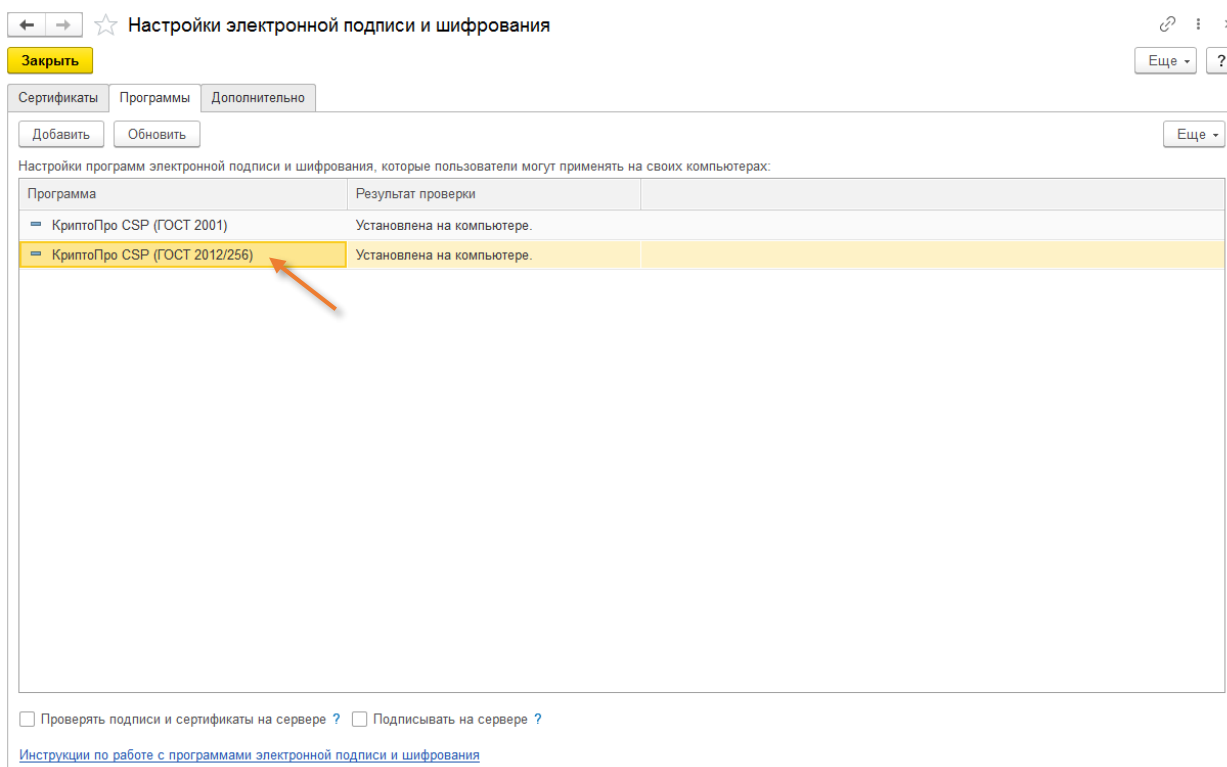 Настройки электронной подписи и шифрования
Закрыть
Еще
?
Сертификаты Программы Дополнительно
Добавить Обновить Еще
Настройки программ электронной подписи и шифрования, которые пользователи могут применять на своих компьютерах:
Программа Результат проверки
КриптоПро CSP (ГОСТ 2001) Установлена на компьютере.
КриптоПро CSP (ГОСТ 2012/256) Установлена на компьютере.
Проверять подписи и сертификаты на сервере ? Подписывать на сервере ?
Инструкции по работе с программами электронной подписи и шифрования